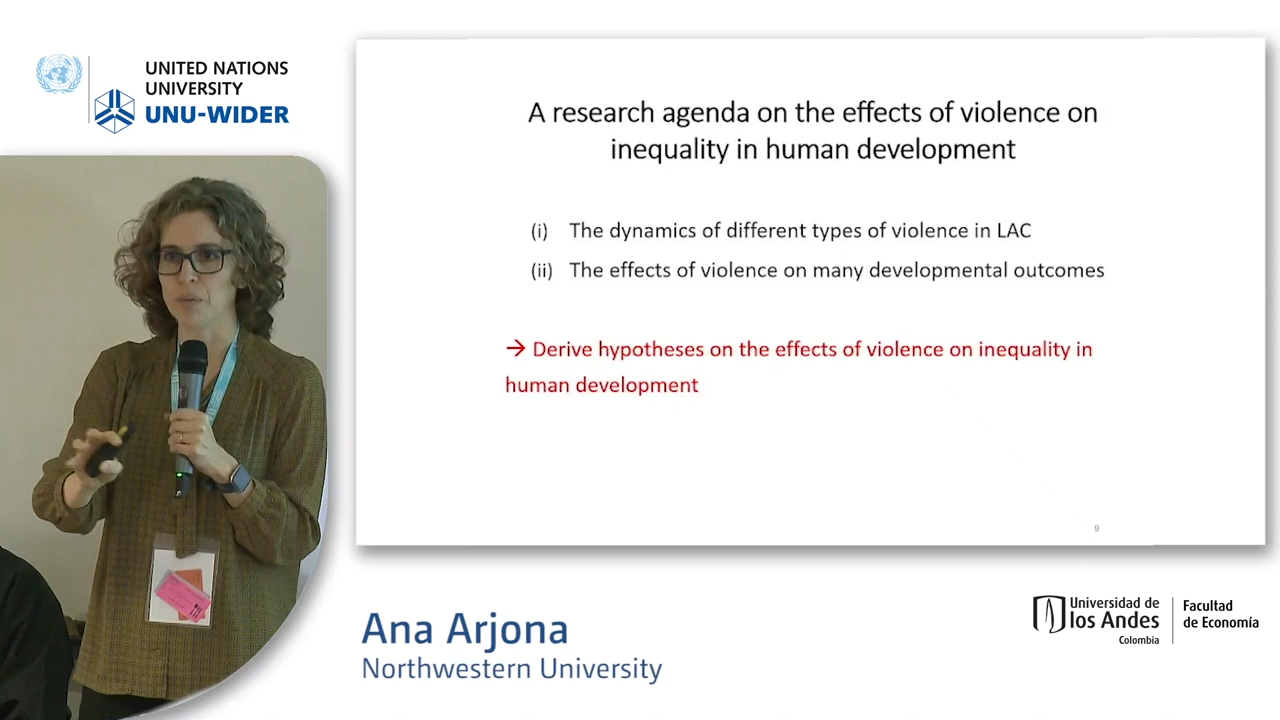 UNITED NATIONS
UNIVERSITY
UNU-WIDER
A research agenda on the effects of violence on
inequality in human development
(i) The dynamics of different types of violence in LAC
(ii) The effects of violence on many developmental outcomes
→ Derive hypotheses on the effects of violence on inequality in
human development
9
Ana Arjona
Northwestern University
Universidad de
los Andes
Colombia
Facultad
de Economía